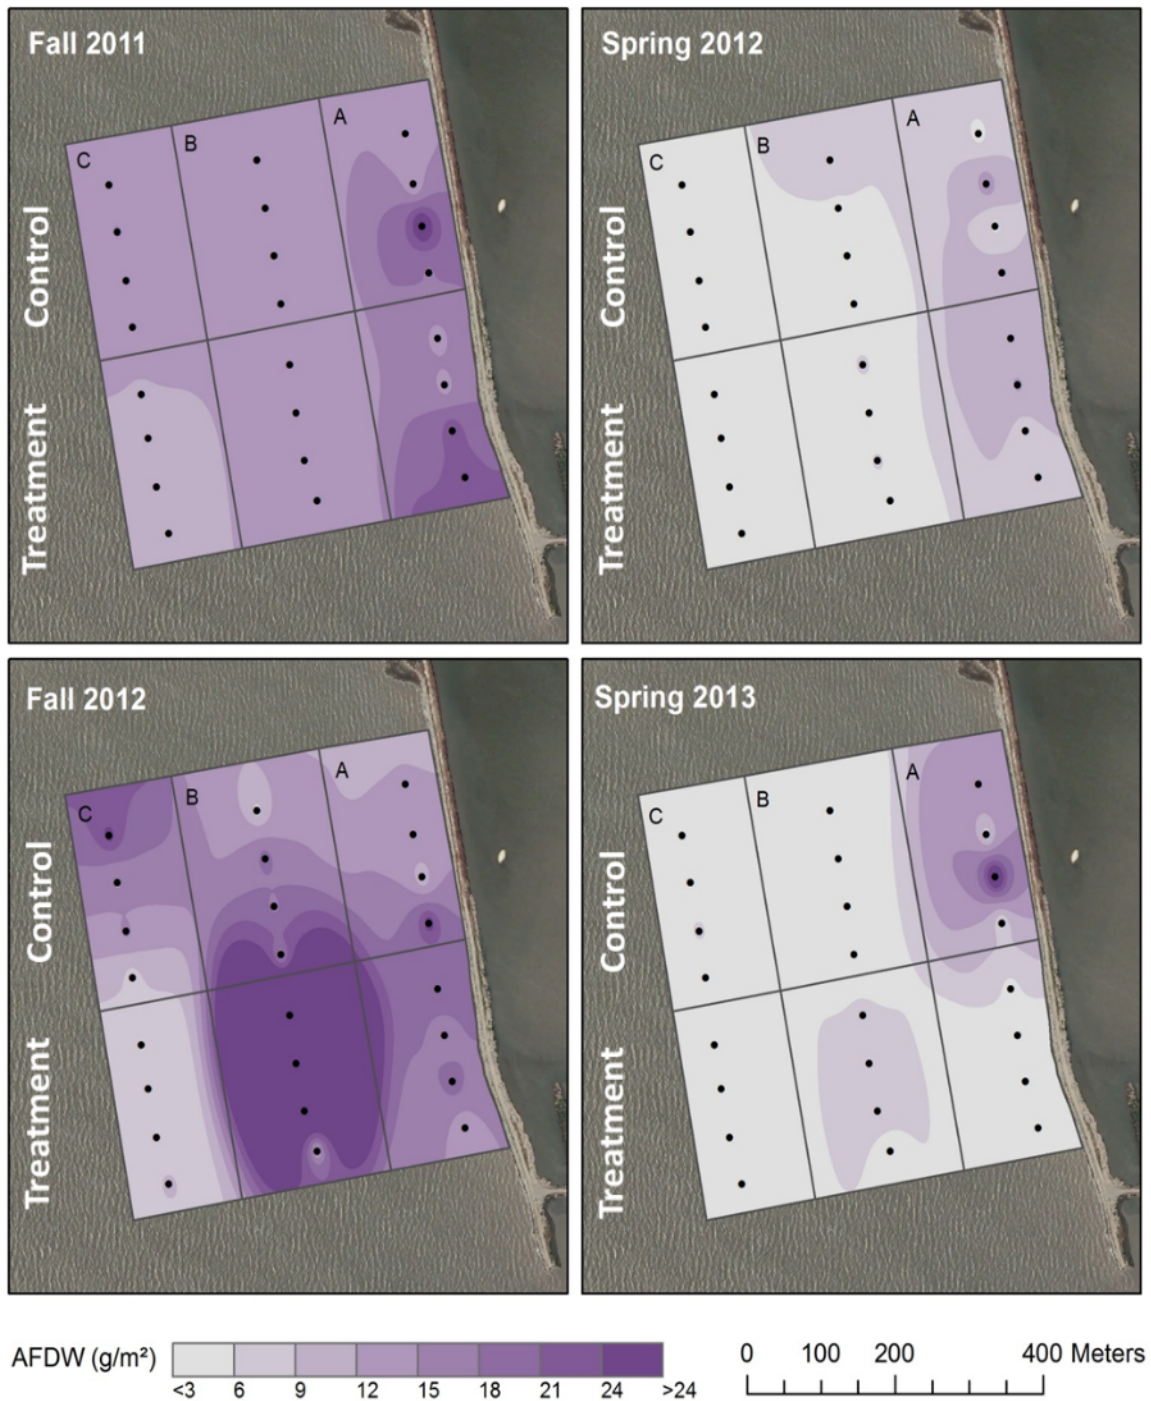 Fall 2011
A
B
C
Control
Treatment
Spring 2012
A
B
C
Control
Treatment
Fall 2012
A
B
C
Control
Treatment
Spring 2013
A
B
C
Control
Treatment
AFDW (g/m²)
<3 6 9 12 15 18 21 24 >24
0 100 200 400 Meters